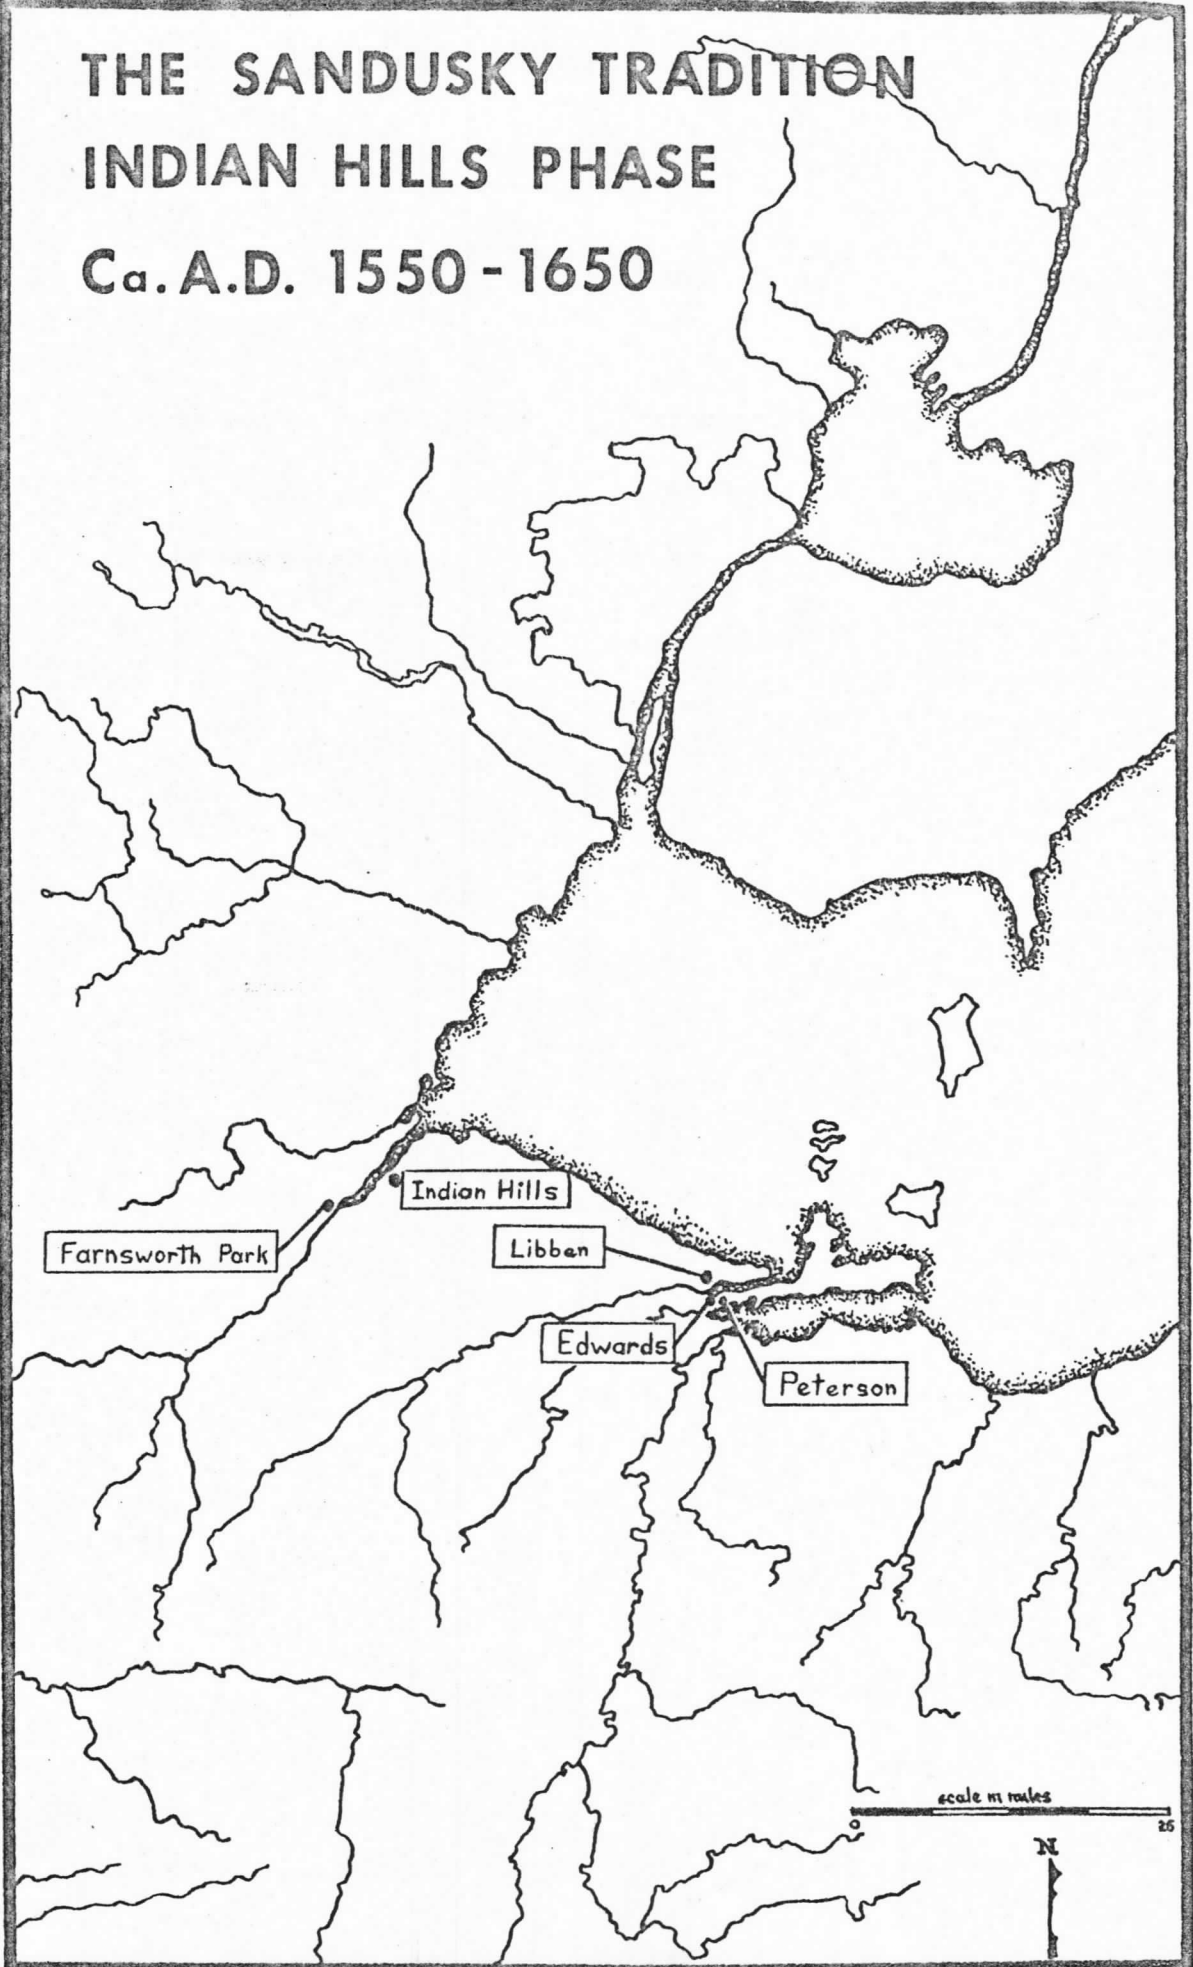 THE SANDUSKY TRADITION
INDIAN HILLS PHASE
Ca. A.D. 1550-1650
Indian Hills
Farnsworth Park
Libben
Edwards
Peterson
scale in miles
0 25
N